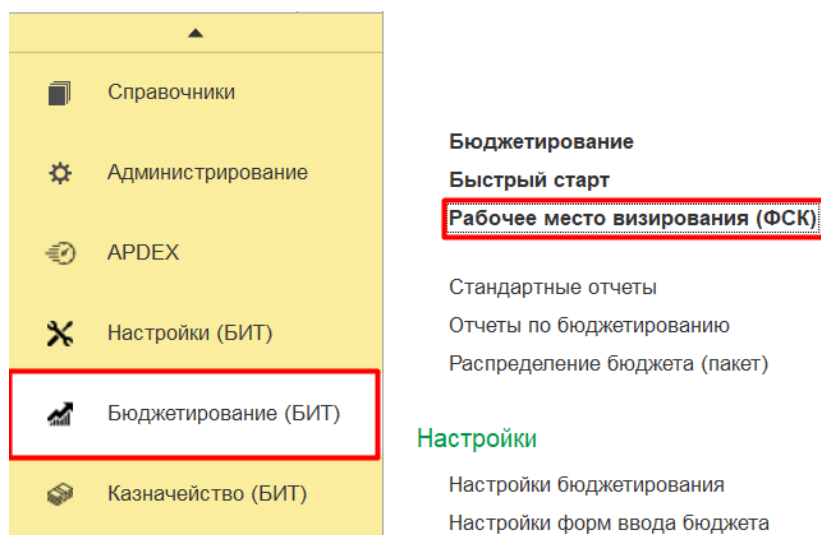 Справочники
Администрирование
APDEX
Настройки (БИТ)
Бюджетирование (БИТ)
Казначейство (БИТ)
Бюджетирование
Быстрый старт
Рабочее место визирования (ФСК)
Стандартные отчеты
Отчеты по бюджетированию
Распределение бюджета (пакет)
Настройки
Настройки бюджетирования
Настройки форм ввода бюджета